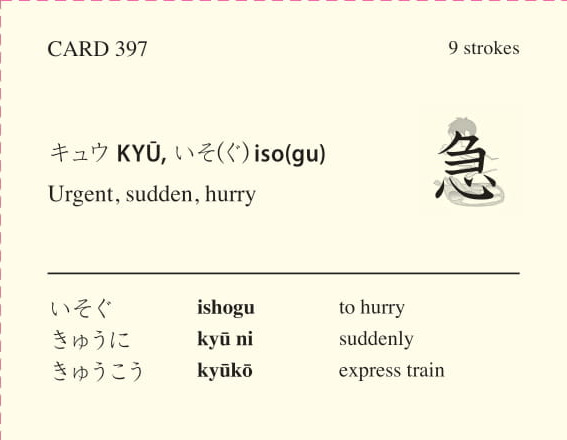 CARD 397 9 strokes
キュウ KYŪ, いそ(ぐ) iso(gu)
急
Urgent, sudden, hurry
いそぐ ishogu to hurry
きゅうに kyū ni suddenly
きゅうこう kyūkō express train